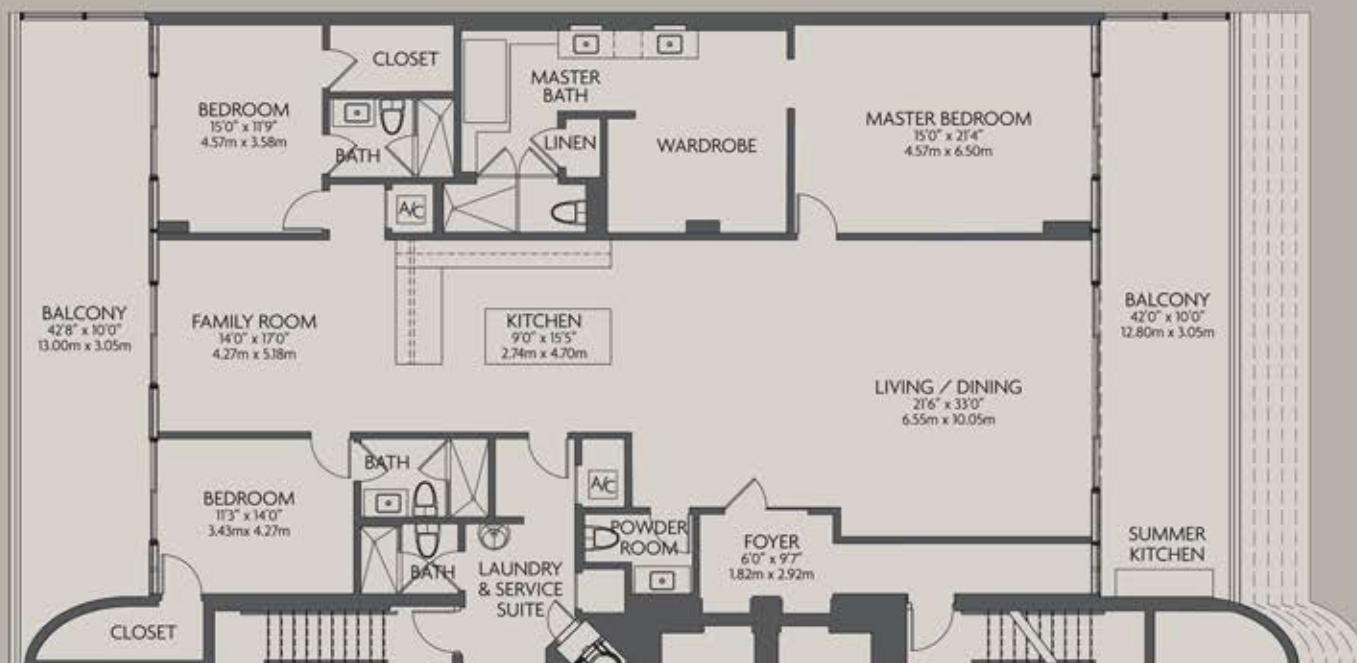 CLOSET
BEDROOM
15'0" x 11'9"
4.57m x 3.58m
BATH
A/C
MASTER
BATH
LINEN
WARDROBE
MASTER BEDROOM
15'0" x 21'4"
4.57m x 6.50m
BALCONY
42'8" x 10'0"
13.00m x 3.05m
FAMILY ROOM
14'0" x 17'0"
4.27m x 5.18m
KITCHEN
9'0" x 15'5"
2.74m x 4.70m
LIVING / DINING
21'6" x 33'0"
6.55m x 10.05m
BALCONY
42'0" x 10'0"
12.80m x 3.05m
BATH
A/C
BEDROOM
11'3" x 14'0"
3.43m x 4.27m
BATH
LAUNDRY
& SERVICE
SUITE
POWDER
ROOM
FOYER
6'0" x 9'7"
1.82m x 2.92m
SUMMER
KITCHEN
CLOSET